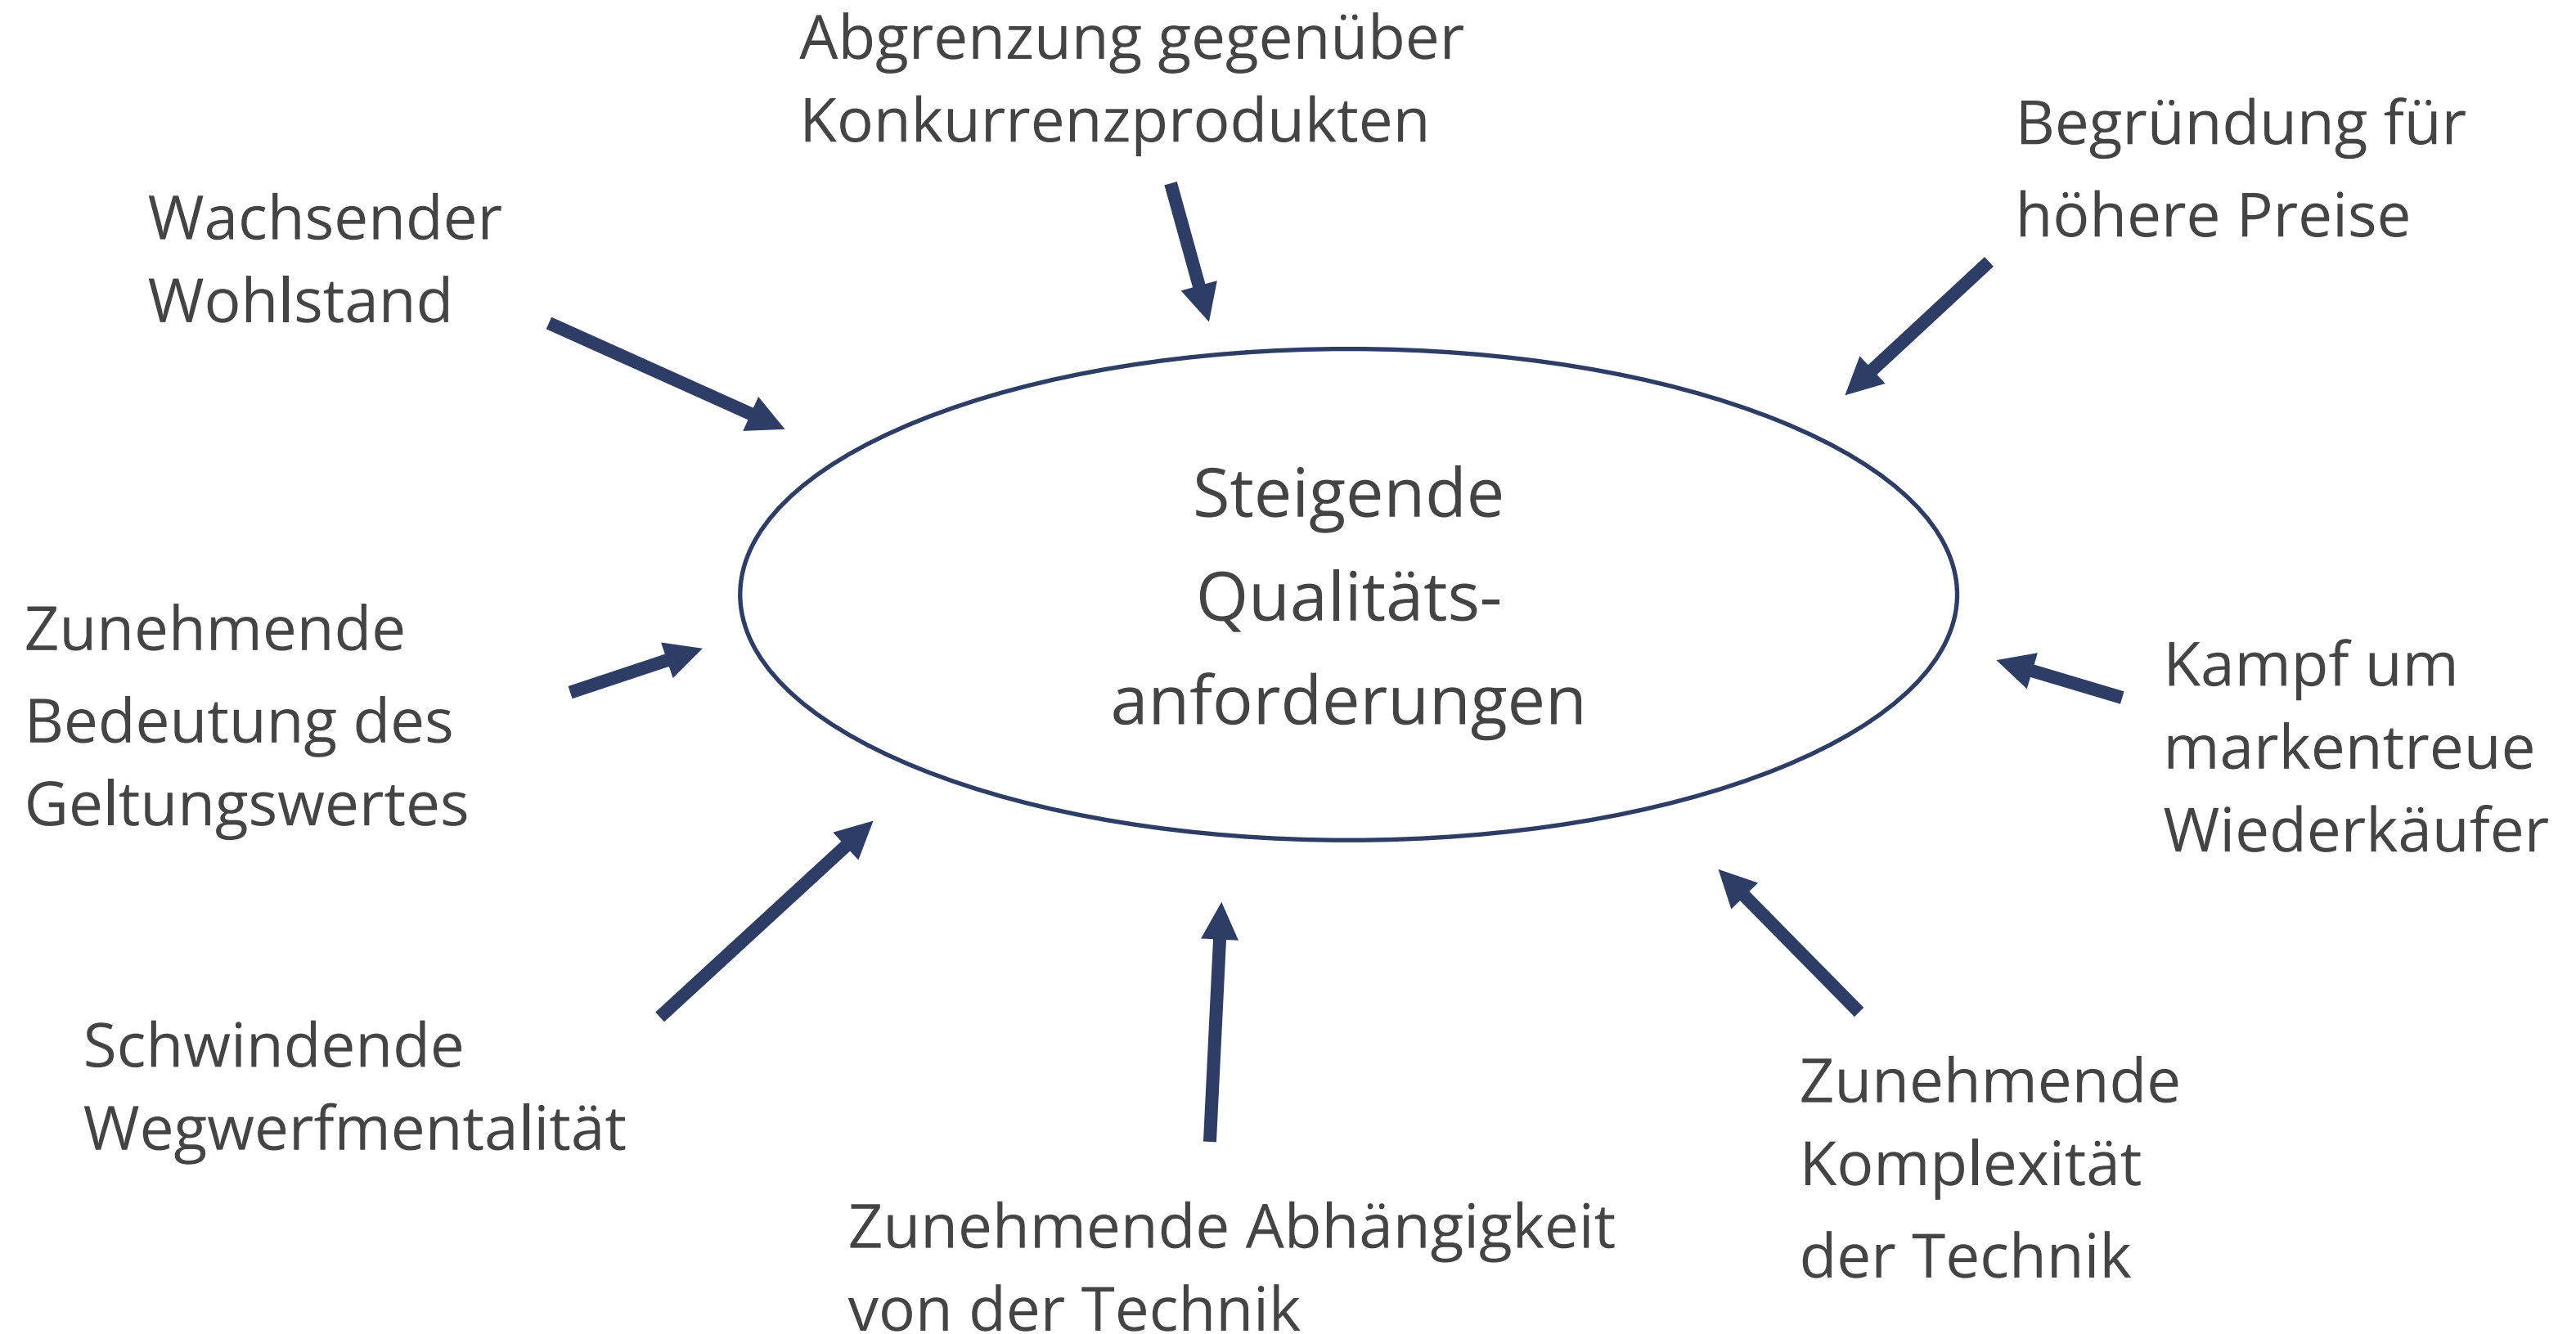 Abgrenzung gegenüber
Konkurrenzprodukten
Begründung für
höhere Preise
Wachsender
Wohlstand
Steigende
Qualitäts-
anforderungen
Zunehmende
Bedeutung des
Geltungswertes
Kampf um
markentreue
Wiederkäufer
Schwindende
Wegwerfmentalität
Zunehmende Abhängigkeit
von der Technik
Zunehmende
Komplexität
der Technik